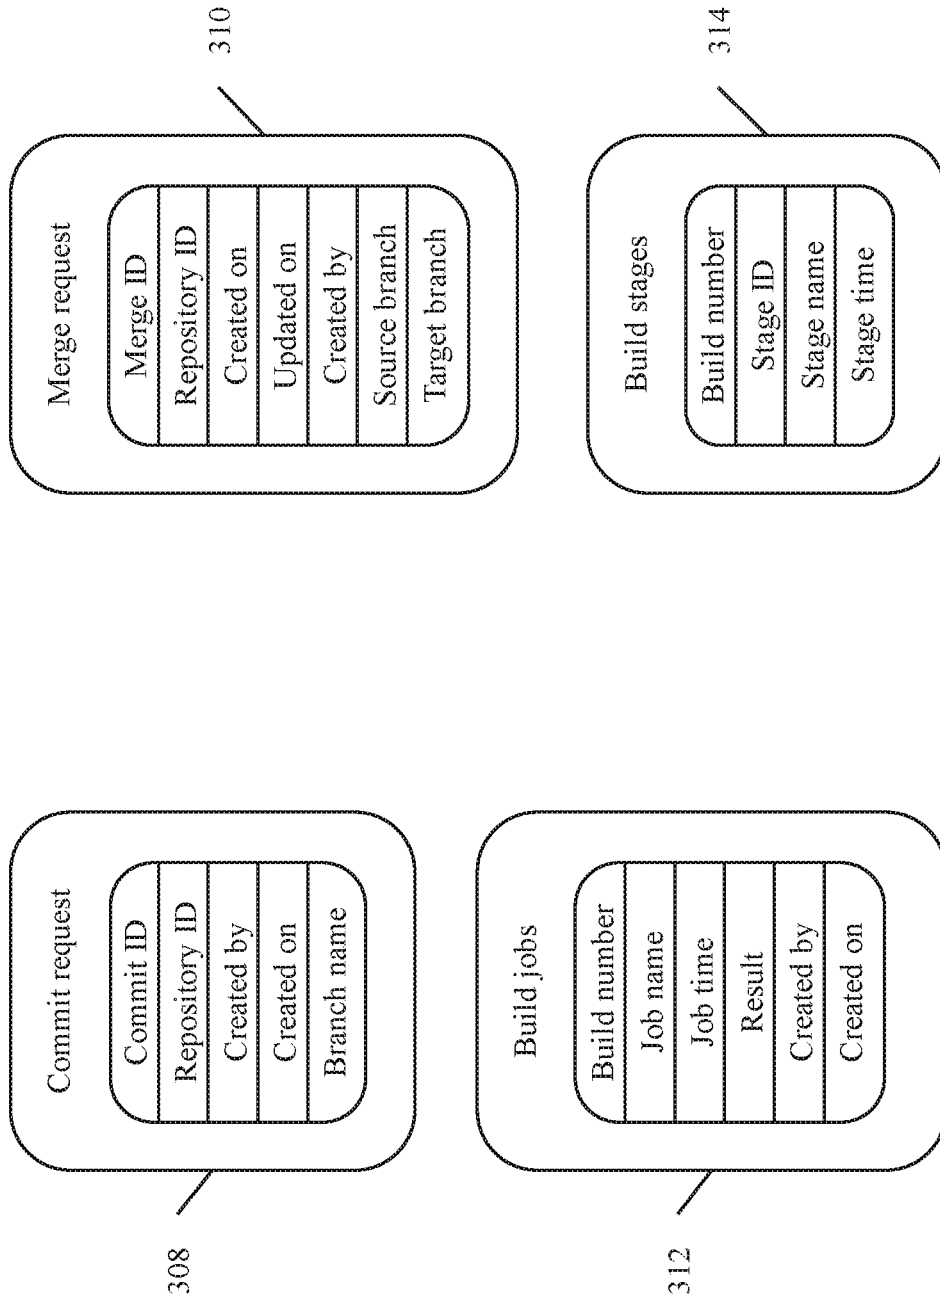 308
Commit request
Commit ID
Repository ID
Created by
Created on
Branch name
Merge request
Merge ID
Repository ID
Created on
Updated on
Created by
Source branch
Target branch
310
312
Build jobs
Build number
Job name
Job time
Result
Created by
Created on
Build stages
Build number
Stage ID
Stage name
Stage time
314